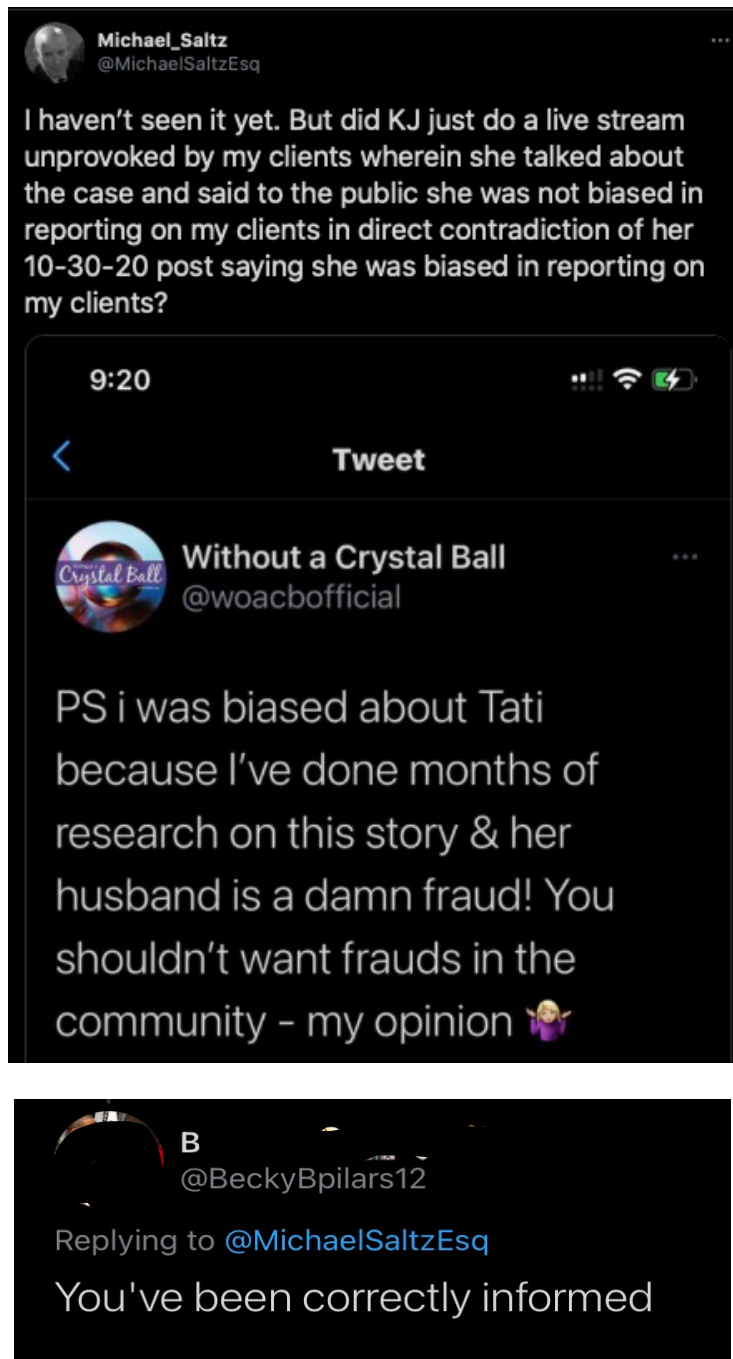 Michael_Saltz
@MichaelSaltzEsq
I haven't seen it yet. But did KJ just do a live stream
unprovoked by my clients wherein she talked about
the case and said to the public she was not biased in
reporting on my clients in direct contradiction of her
10-30-20 post saying she was biased in reporting on
my clients?
9:20
Tweet
Crystal Ball
Without a Crystal Ball
@woacbofficial
PS i was biased about Tati
because I've done months of
research on this story & her
husband is a damn fraud! You
shouldn't want frauds in the
community - my opinion 🤷🏼‍♀️
B
@BeckyBpilars12
Replying to @MichaelSaltzEsq
You've been correctly informed